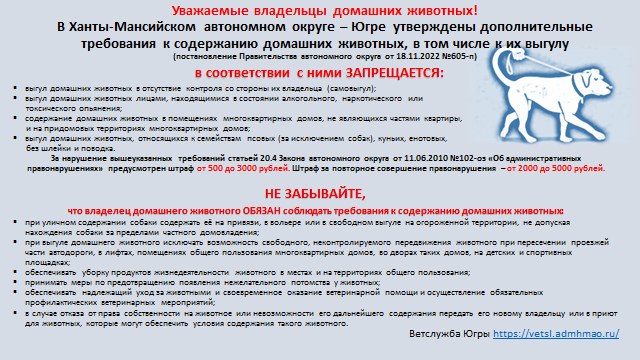 Уважаемые владельцы домашних животных!
В Ханты-Мансийском автономном округе – Югре утверждены дополнительные
требования к содержанию домашних животных, в том числе к их выгулу
(постановление Правительства автономного округа от 18.11.2022 №605-п)
в соответствии с ними ЗАПРЕЩАЕТСЯ:
выгул домашних животных в отсутствие контроля со стороны их владельца (самовыгул);
выгул домашних животных лицами, находящимися в состоянии алкогольного, наркотического или
токсического опьянения;
содержание домашних животных в помещениях многоквартирных домов, не являющихся частями квартиры,
и на придомовых территориях многоквартирных домов;
выгул домашних животных, относящихся к семействам псовых (за исключением собак), куньих, енотовых,
без шлейки и поводка.
За нарушение вышеуказанных требований статьей 20.4 Закона автономного округа от 11.06.2010 №102-оз «Об административных
правонарушениях» предусмотрен штраф от 500 до 3000 рублей. Штраф за повторное совершение правонарушения – от 2000 до 5000 рублей.
НЕ ЗАБЫВАЙТЕ,
что владелец домашнего животного ОБЯЗАН соблюдать требования к содержанию домашних животных:
при уличном содержании собаки содержать её на привязи, в вольере или в свободном выгуле на огороженной территории, не допуская
нахождения собаки за пределами частного домовладения;
при выгуле домашнего животного исключать возможность свободного, неконтролируемого передвижения животного при пересечении проезжей
части автодороги, в лифтах, помещениях общего пользования многоквартирных домов, во дворах таких домов, на детских и спортивных
площадках;
обеспечивать уборку продуктов жизнедеятельности животного в местах и на территориях общего пользования;
принимать меры по предотвращению появления нежелательного потомства у животных;
обеспечивать надлежащий уход за животными и своевременное оказание ветеринарной помощи и осуществление обязательных
профилактических ветеринарных мероприятий;
в случае отказа от права собственности на животное или невозможности его дальнейшего содержания передать его новому владельцу или в приют
для животных, которые могут обеспечить условия содержания такого животного.
Ветслужба Югры https://vetsl.admhmao.ru/